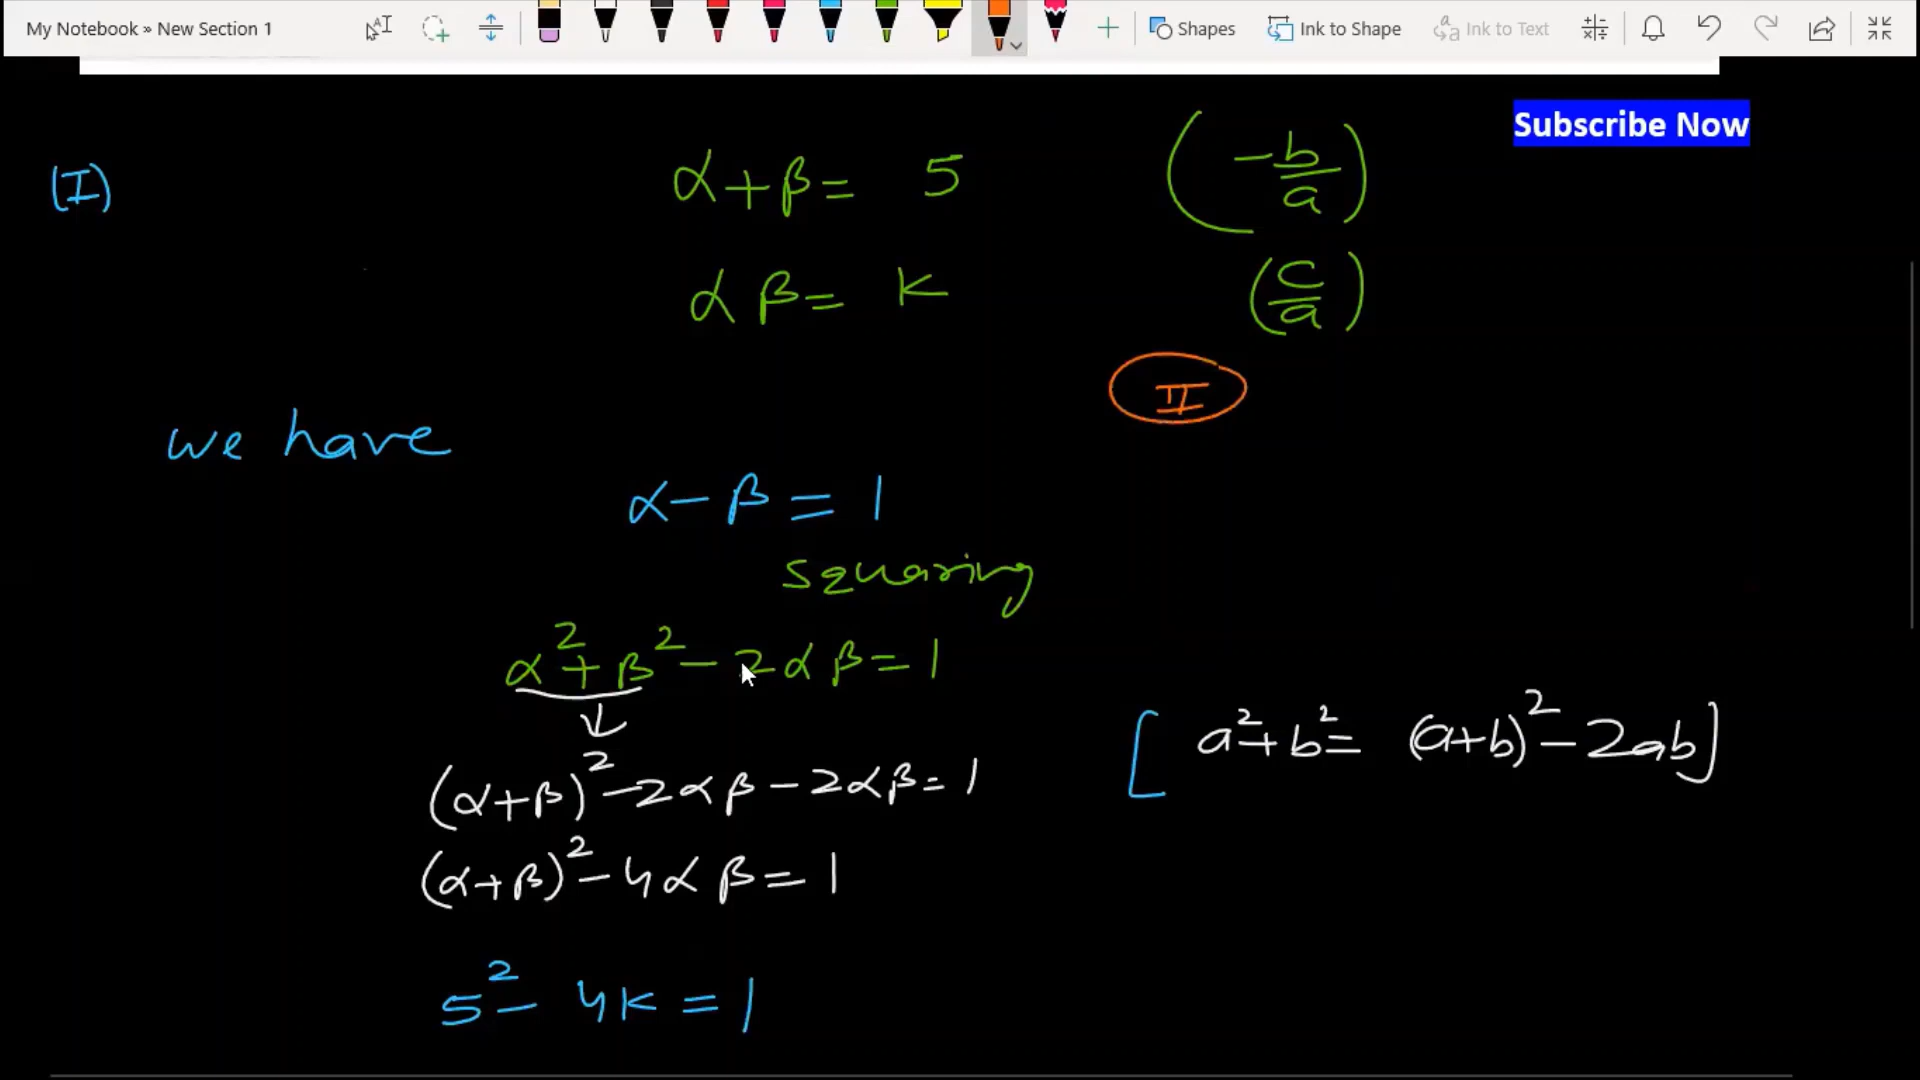 My Notebook » New Section 1
Shapes
Ink to Shape
Ink to Text
Subscribe Now
(I)
α+β = 5 (-b/a)
αβ = K (c/a)
II
we have
α-β = 1
squaring
α²+β²-2αβ=1
(α+β)²-2αβ-2αβ=1
[a²+b²= (a+b)²-2ab]
(α+β)²-4αβ=1
5²-4K=1